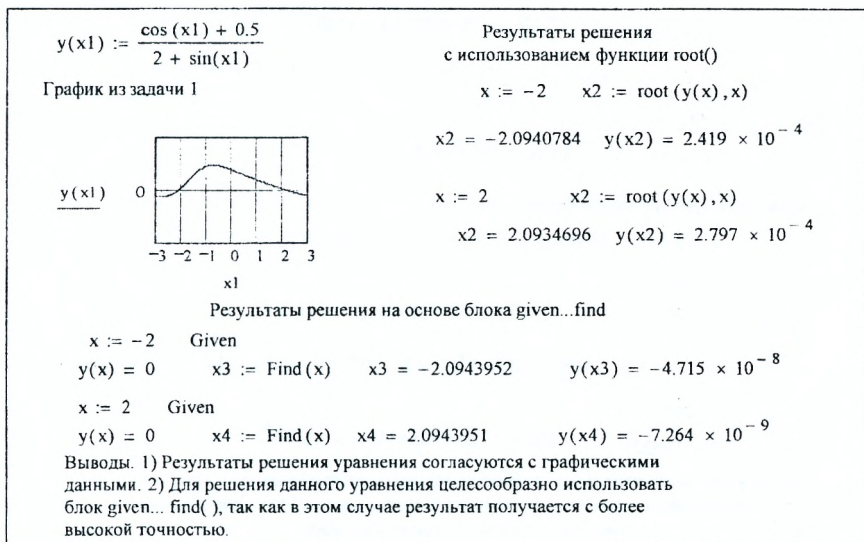 y(x1) := (cos (x1) + 0.5) / (2 + sin(x1))
График из задачи 1
y(x1)
0
−3 −2 −1 0 1 2 3
x1
Результаты решения
с использованием функции root()
x := −2 x2 := root (y(x) , x)
x2 = −2.0940784 y(x2) = 2.419 × 10⁻⁴
x := 2 x2 := root (y(x) , x)
x2 = 2.0934696 y(x2) = 2.797 × 10⁻⁴
Результаты решения на основе блока given...find
x := −2 Given
y(x) = 0 x3 := Find (x) x3 = −2.0943952 y(x3) = −4.715 × 10⁻⁸
x := 2 Given
y(x) = 0 x4 := Find (x) x4 = 2.0943951 y(x4) = −7.264 × 10⁻⁹
Выводы. 1) Результаты решения уравнения согласуются с графическими
данными. 2) Для решения данного уравнения целесообразно использовать
блок given... find( ), так как в этом случае результат получается с более
высокой точностью.